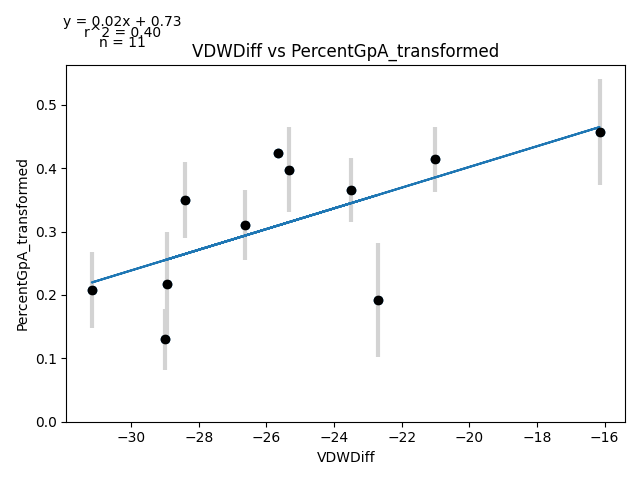 y = 0.02x + 0.73
r^2 = 0.40
n = 11
VDWDiff vs PercentGpA_transformed
PercentGpA_transformed
0.5
0.4
0.3
0.2
0.1
0.0
−30
−28
−26
−24
−22
−20
−18
−16
VDWDiff